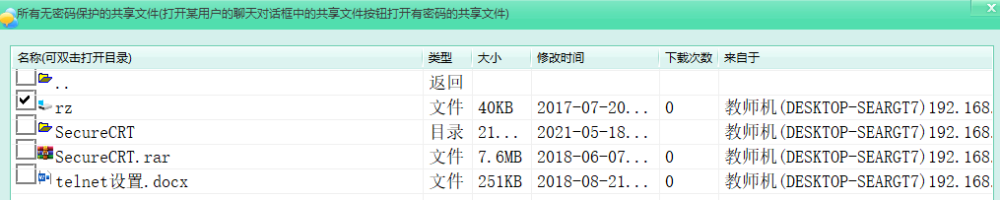 所有无密码保护的共享文件(打开某用户的聊天对话框中的共享文件按钮打开有密码的共享文件)
名称(可双击打开目录) 类型 大小 修改时间 下载次数 来自于
.. 返回
rz 文件 40KB 2017-07-20... 0 教师机(DESKTOP-SEARGT7)192.168.
SecureCRT 目录 21... 2021-05-18... 教师机(DESKTOP-SEARGT7)192.168.
SecureCRT.rar 文件 7.6MB 2018-06-07... 0 教师机(DESKTOP-SEARGT7)192.168.
telnet设置.docx 文件 251KB 2018-08-21... 0 教师机(DESKTOP-SEARGT7)192.168.